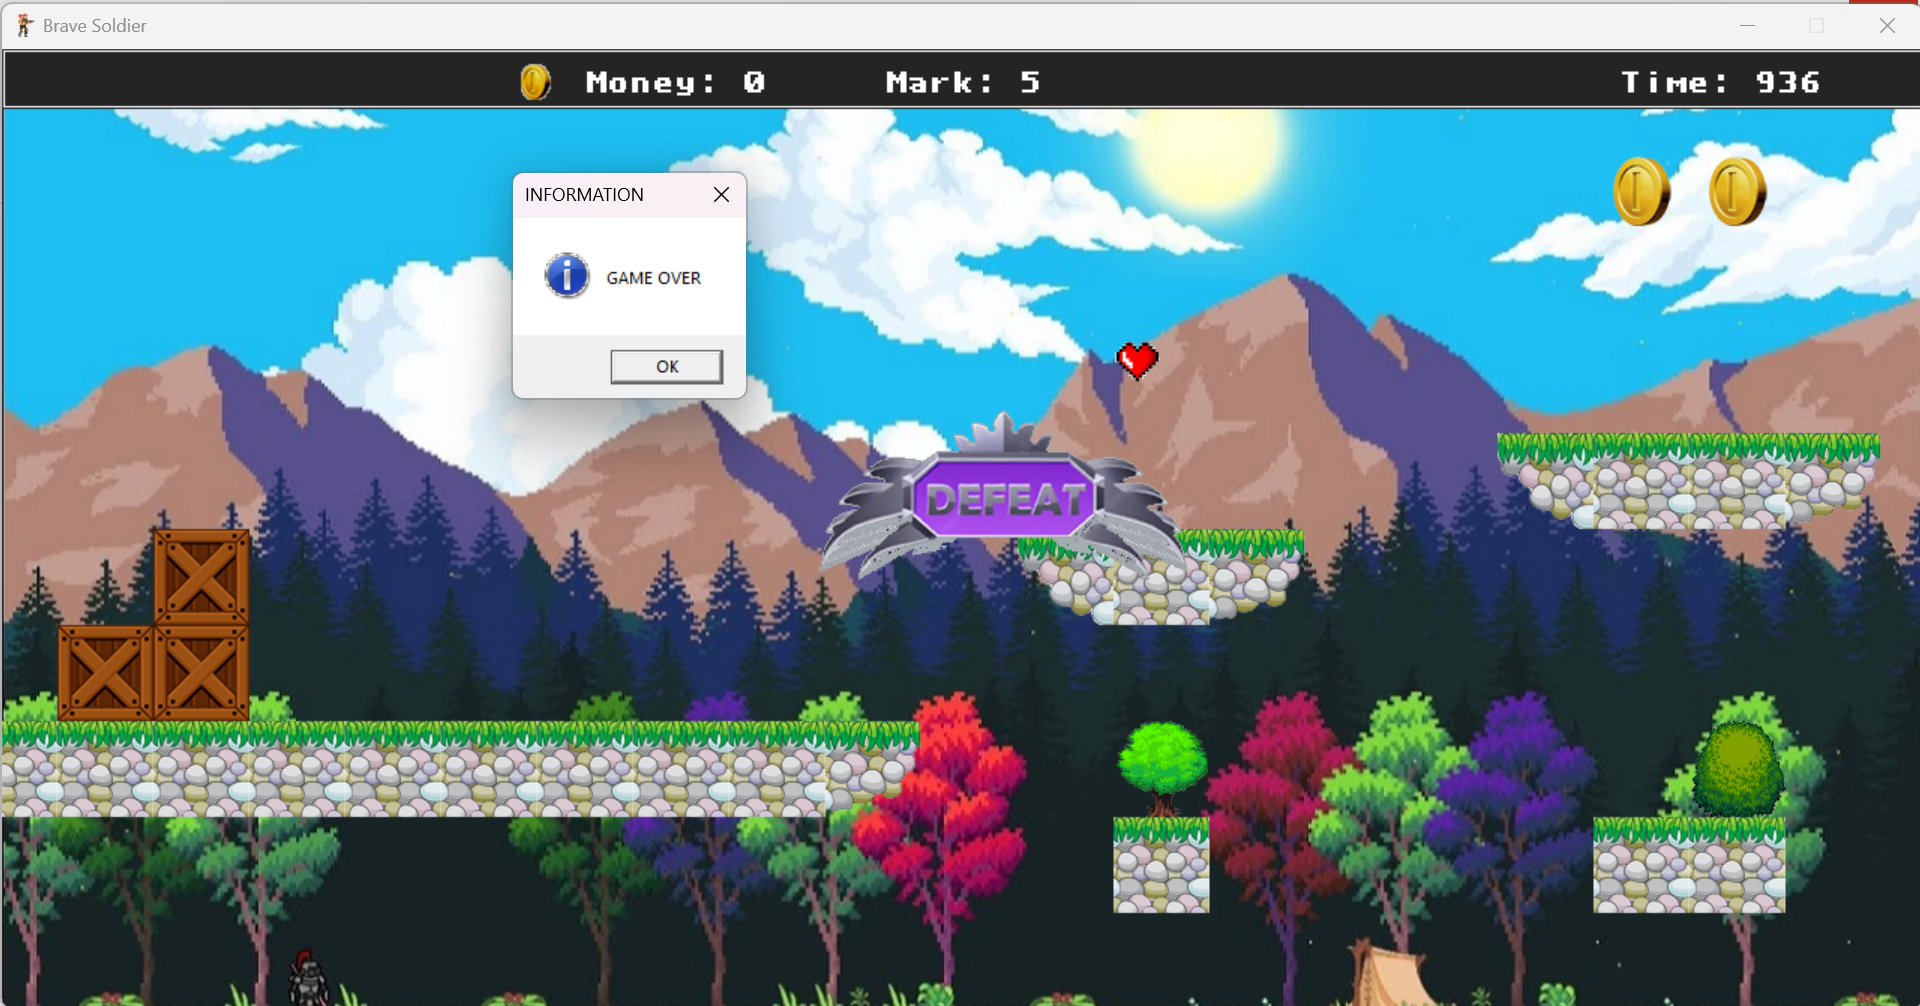 Brave Soldier
Money: 0 Mark: 5 Time: 936
INFORMATION
GAME OVER
OK
DEFEAT